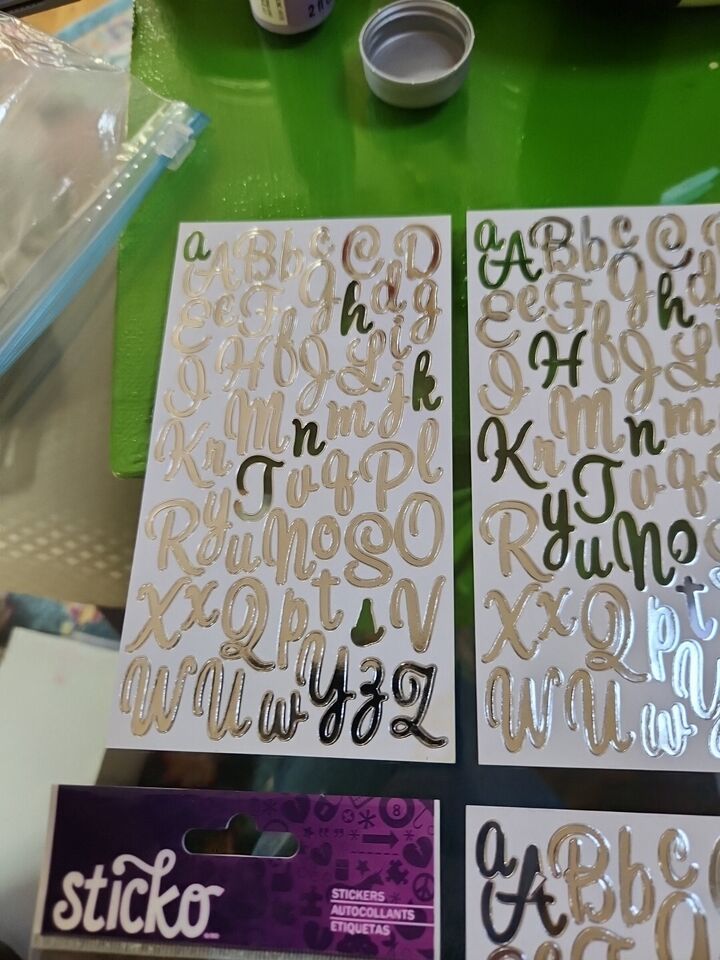 a A B b c C D
E e F g h d g
I H f J L i j k
K r M n m l
R y T v q P
u N o S O
X x Q p t s V
W U w Y z Z
a A B b c C
E e F g h d
I H f J L
K r M n m
R y T v q
u N o
X x Q p t
W U w Y
a A B b c
sticko
STICKERS
AUTOCOLLANTS
ETIQUETAS